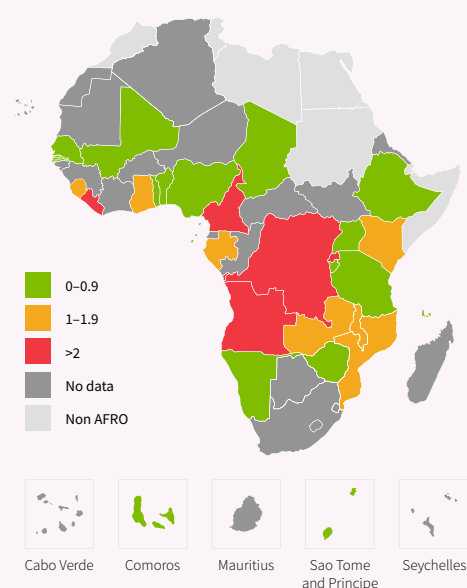 0–0.9
1–1.9
>2
No data
Non AFRO
Cabo Verde
Comoros
Mauritius
Sao Tome
and Principe
Seychelles